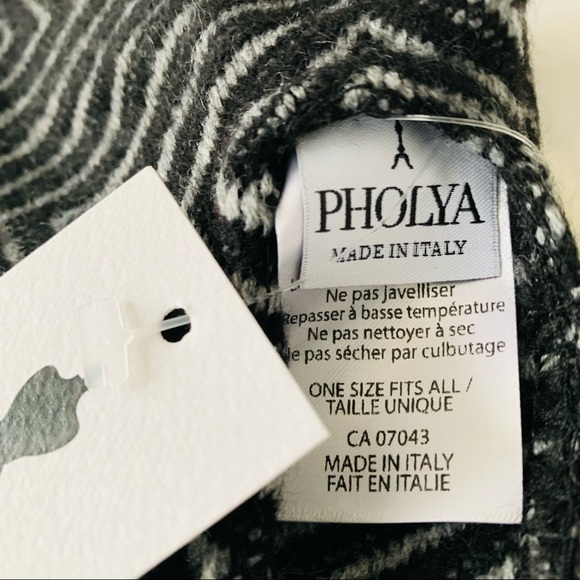 PHOLYA
MADE IN ITALY
Ne pas Javelliser
Repasser à basse température
Ne pas nettoyer à sec
Ne pas sécher par culbutage
ONE SIZE FITS ALL /
TAILLE UNIQUE
CA 07043
MADE IN ITALY
FAIT EN ITALIE